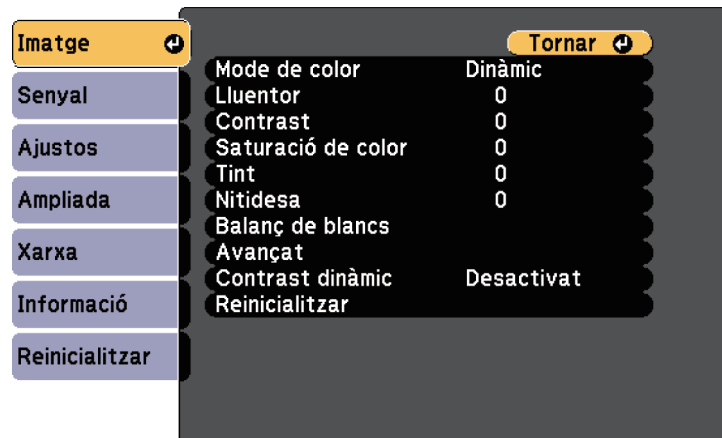 Imatge
Senyal
Ajustos
Ampliada
Xarxa
Informació
Reinicialitzar
Tornar
Mode de color Dinàmic
Lluentor 0
Contrast 0
Saturació de color 0
Tint 0
Nitidesa 0
Balanç de blancs
Avançat
Contrast dinàmic Desactivat
Reinicialitzar